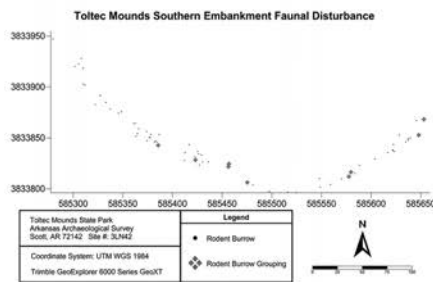 Toltec Mounds Southern Embankment Faunal Disturbance
3833950
3833900
3833850
3833800
585300
585350
585400
585450
585500
585550
585600
585650
Toltec Mounds State Park
Arkansas Archaeological Survey
Scott, AR 72142 Site #: 3LN42
Coordinate System: UTM WGS 1984
Trimble GeoExplorer 6000 Series GeoXT
Legend
Rodent Burrow
Rodent Burrow Grouping
N